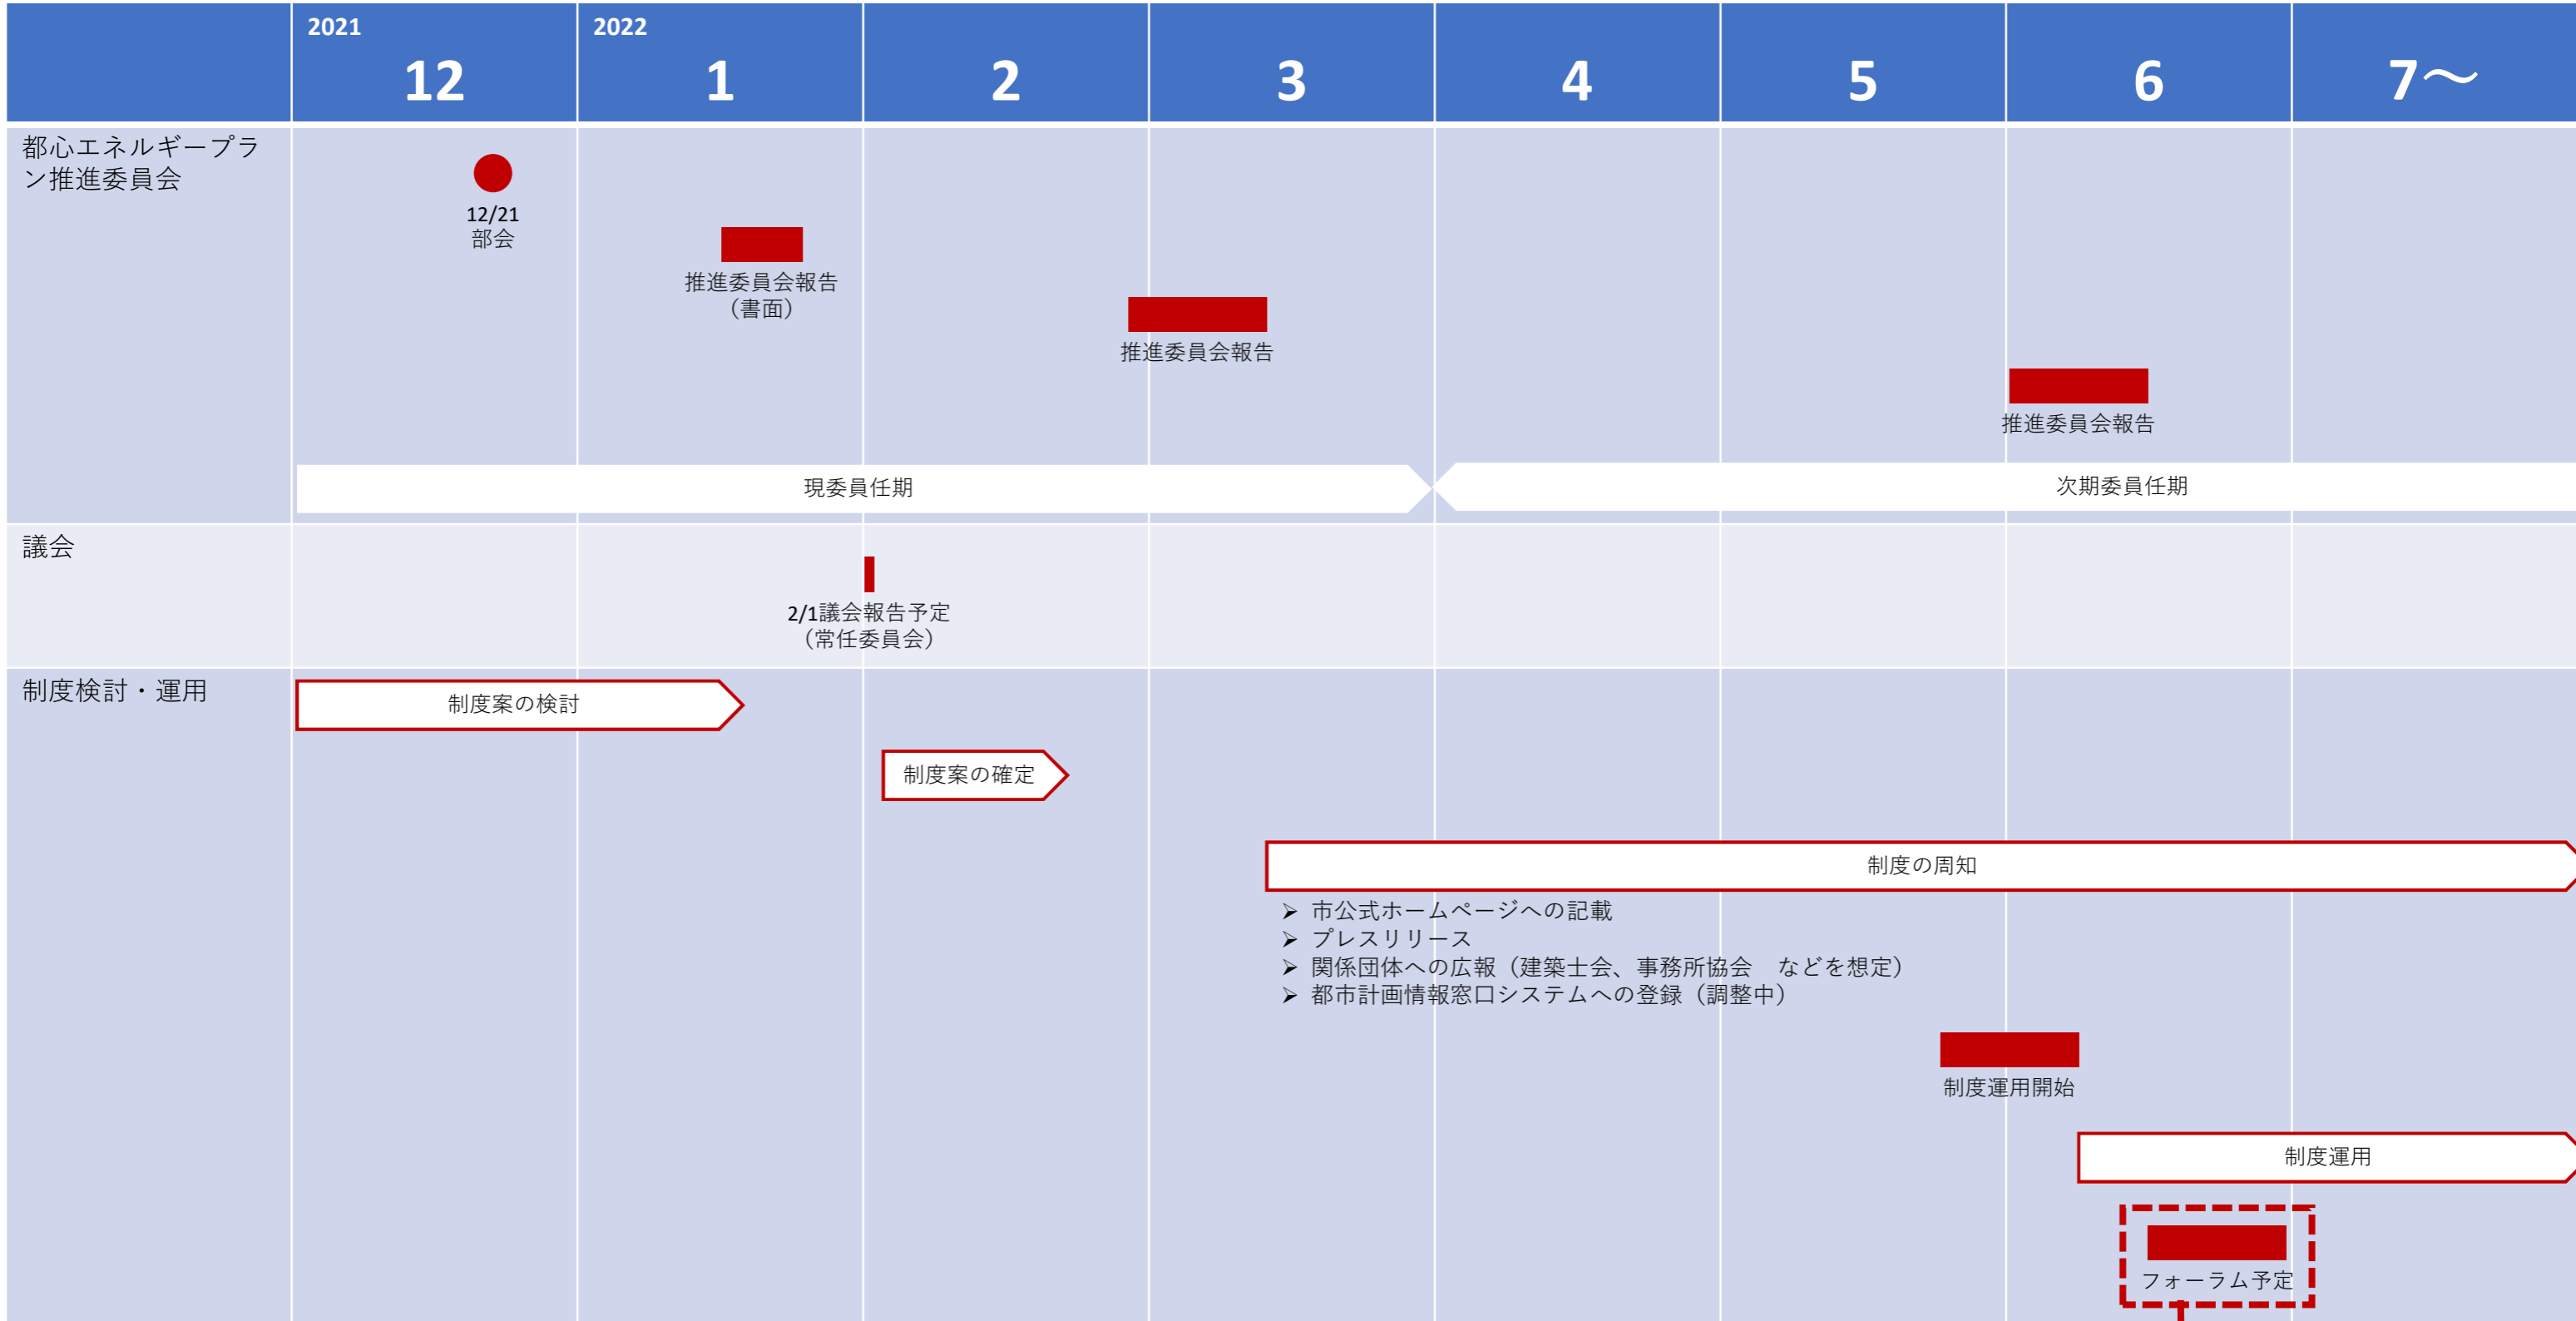 2021
2022
12
1
2
3
4
5
6
7～
都心エネルギープラ
ン推進委員会
12/21
部会
推進委員会報告
（書面）
推進委員会報告
推進委員会報告
現委員任期
次期委員任期
議会
2/1議会報告予定
（常任委員会）
制度検討・運用
制度案の検討
制度案の確定
制度の周知
➢ 市公式ホームページへの記載
➢ プレスリリース
➢ 関係団体への広報（建築士会、事務所協会　などを想定）
➢ 都市計画情報窓口システムへの登録（調整中）
制度運用開始
制度運用
フォーラム予定